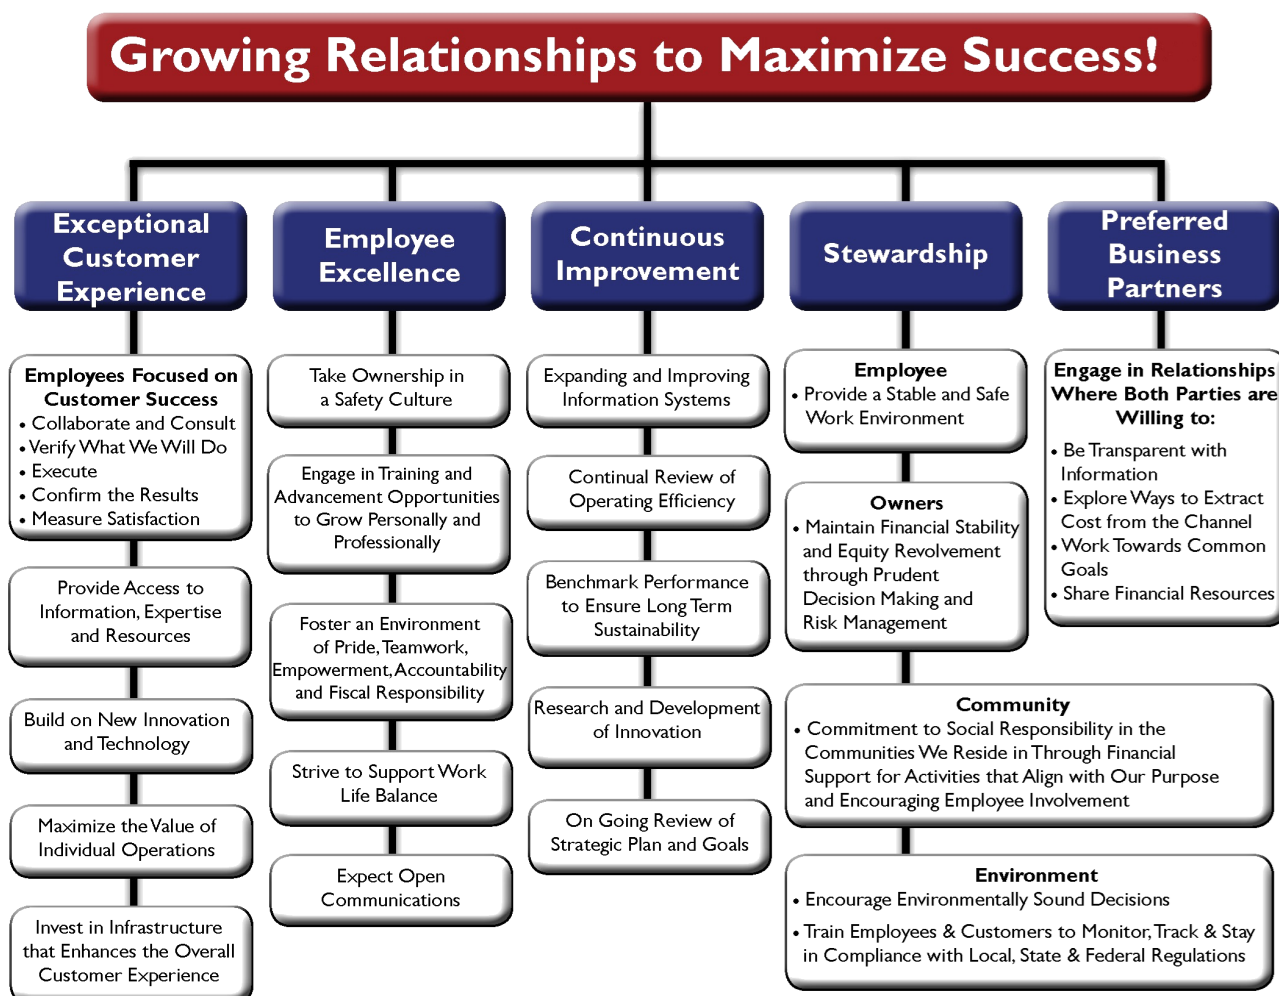 Growing Relationships to Maximize Success!
Exceptional
Customer
Experience
Employees Focused on
Customer Success
• Collaborate and Consult
• Verify What We Will Do
• Execute
• Confirm the Results
• Measure Satisfaction
Provide Access to
Information, Expertise
and Resources
Build on New Innovation
and Technology
Maximize the Value of
Individual Operations
Invest in Infrastructure
that Enhances the Overall
Customer Experience
Employee
Excellence
Take Ownership in
a Safety Culture
Engage in Training and
Advancement Opportunities
to Grow Personally and
Professionally
Foster an Environment
of Pride, Teamwork,
Empowerment, Accountability
and Fiscal Responsibility
Strive to Support Work
Life Balance
Expect Open
Communications
Continuous
Improvement
Expanding and Improving
Information Systems
Continual Review of
Operating Efficiency
Benchmark Performance
to Ensure Long Term
Sustainability
Research and Development
of Innovation
On Going Review of
Strategic Plan and Goals
Stewardship
Employee
• Provide a Stable and Safe
Work Environment
Owners
• Maintain Financial Stability
and Equity Revolvement
through Prudent
Decision Making and
Risk Management
Community
• Commitment to Social Responsibility in the
Communities We Reside in Through Financial
Support for Activities that Align with Our Purpose
and Encouraging Employee Involvement
Environment
• Encourage Environmentally Sound Decisions
• Train Employees & Customers to Monitor, Track & Stay
in Compliance with Local, State & Federal Regulations
Preferred
Business
Partners
Engage in Relationships
Where Both Parties are
Willing to:
• Be Transparent with
Information
• Explore Ways to Extract
Cost from the Channel
• Work Towards Common
Goals
• Share Financial Resources